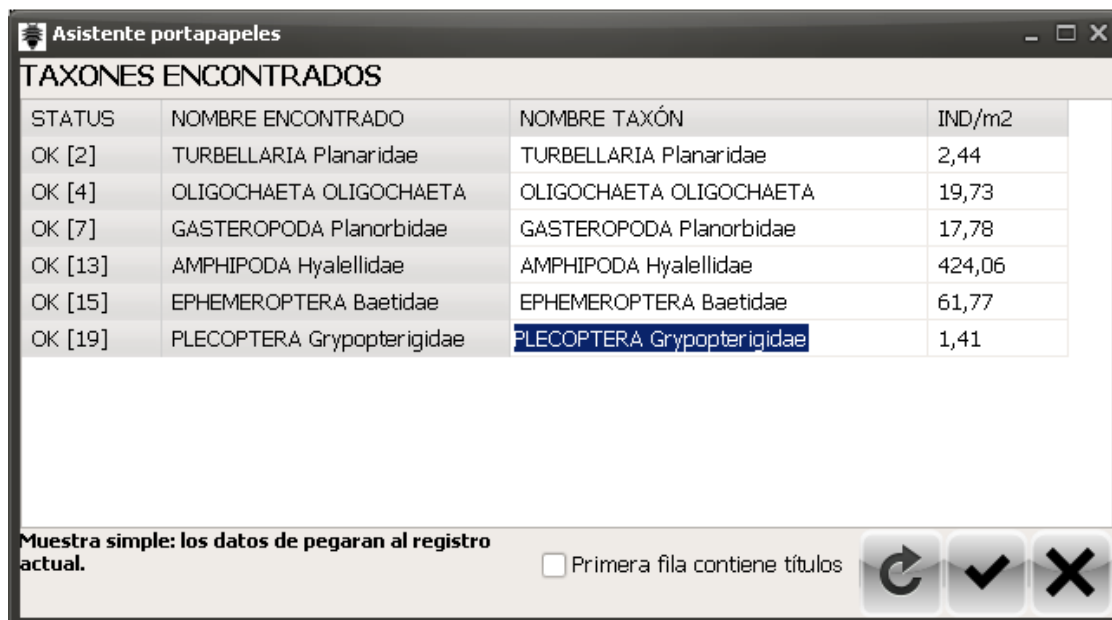 Asistente portapapeles
TAXONES ENCONTRADOS
STATUS NOMBRE ENCONTRADO NOMBRE TAXÓN IND/m2
OK [2] TURBELLARIA Planaridae TURBELLARIA Planaridae 2,44
OK [4] OLIGOCHAETA OLIGOCHAETA OLIGOCHAETA OLIGOCHAETA 19,73
OK [7] GASTEROPODA Planorbidae GASTEROPODA Planorbidae 17,78
OK [13] AMPHIPODA Hyalellidae AMPHIPODA Hyalellidae 424,06
OK [15] EPHEMEROPTERA Baetidae EPHEMEROPTERA Baetidae 61,77
OK [19] PLECOPTERA Grypopterigidae PLECOPTERA Grypopterigidae 1,41
Muestra simple: los datos de pegaran al registro
actual.
Primera fila contiene títulos